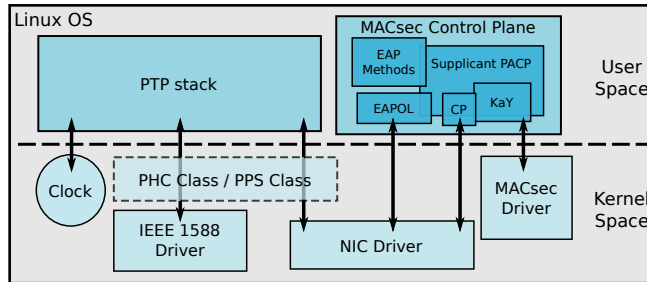 Linux OS
MACsec Control Plane
EAP
Methods
Supplicant PACP
PTP stack
KaY
EAPOL
CP
User
Space
Clock
PHC Class / PPS Class
MACsec
Driver
IEEE 1588
Driver
NIC Driver
Kernel
Space